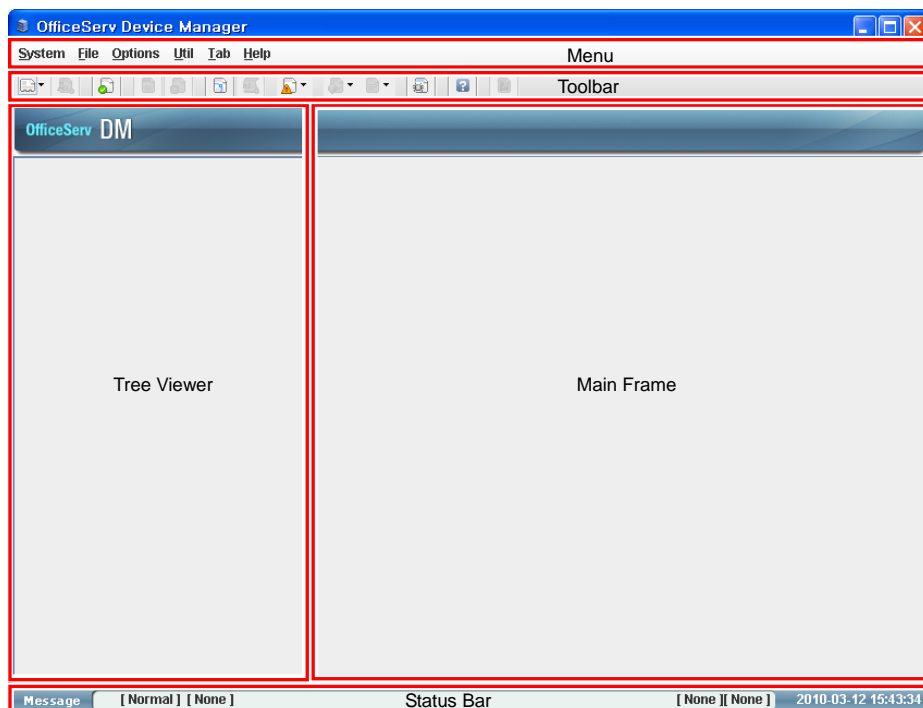 OfficeServ Device Manager
System File Options Util Tab Help
Menu
Toolbar
OfficeServ DM
Tree Viewer
Main Frame
Message [ Normal ] [ None ] Status Bar [ None ][ None ] 2010-03-12 15:43:34